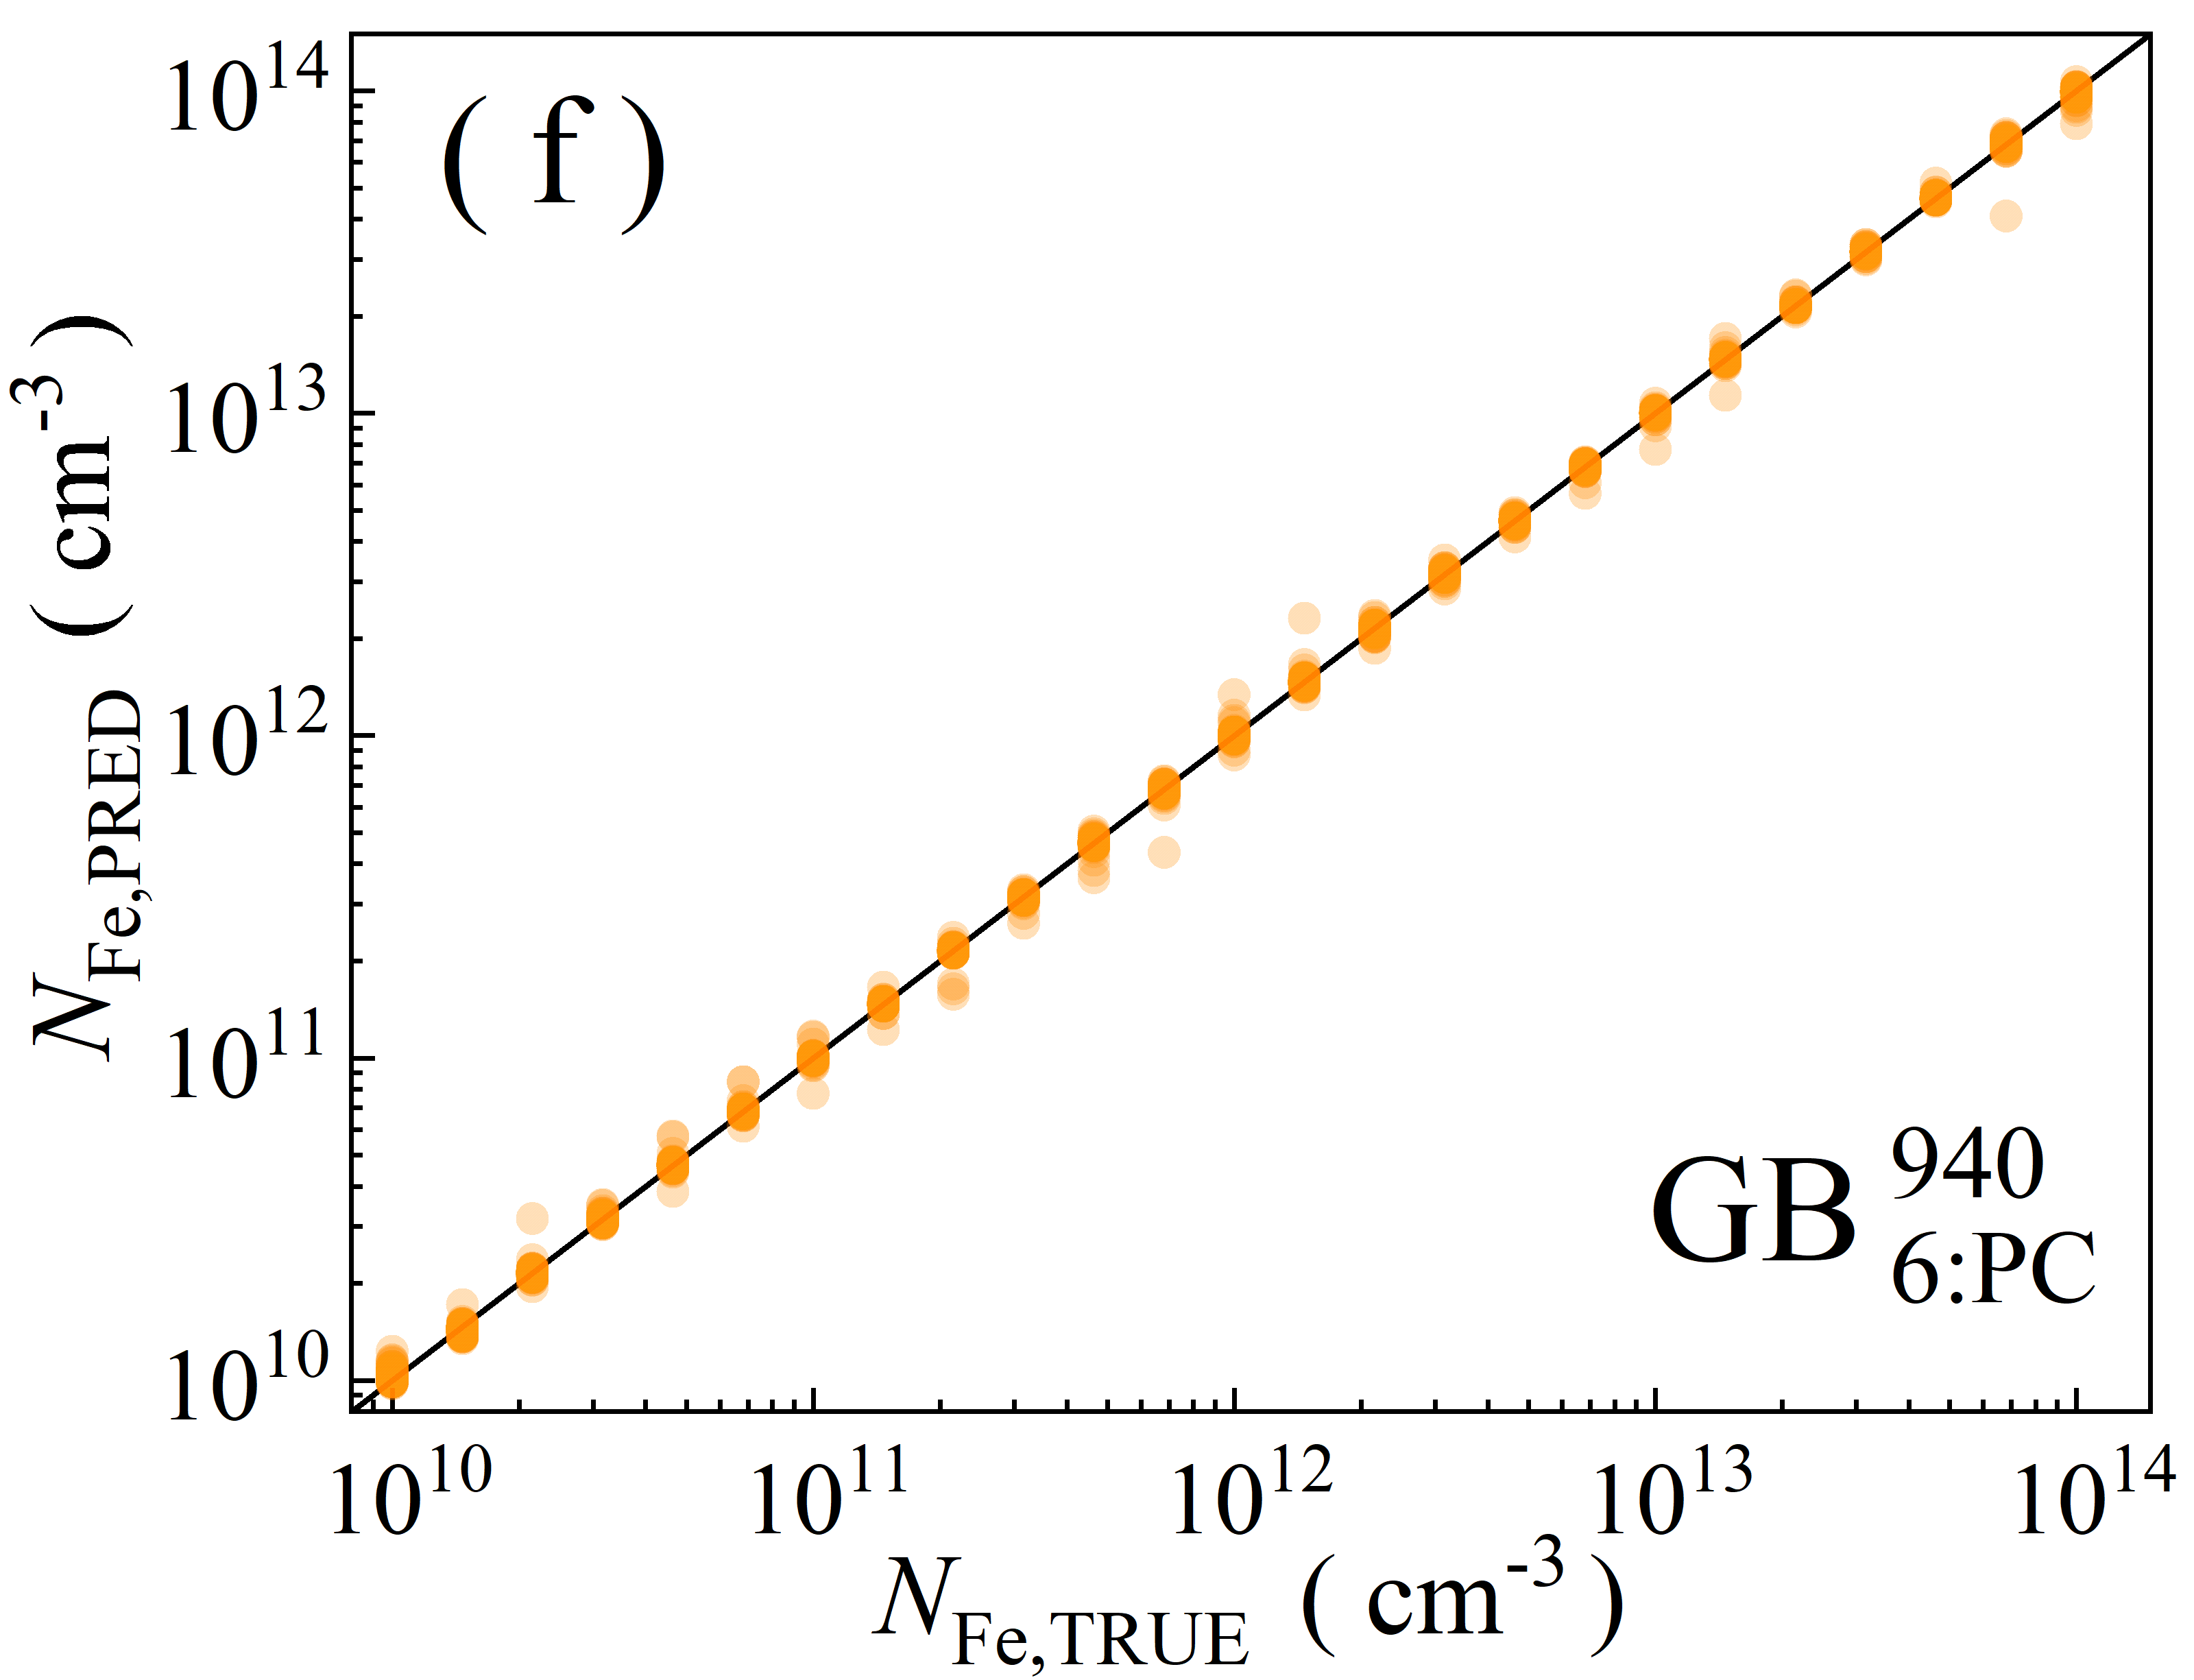 ( f )
10^14
10^13
10^12
10^11
10^10
N_Fe,PRED ( cm^-3 )
GB 940
6:PC
10^10 10^11 10^12 10^13 10^14
N_Fe,TRUE ( cm^-3 )